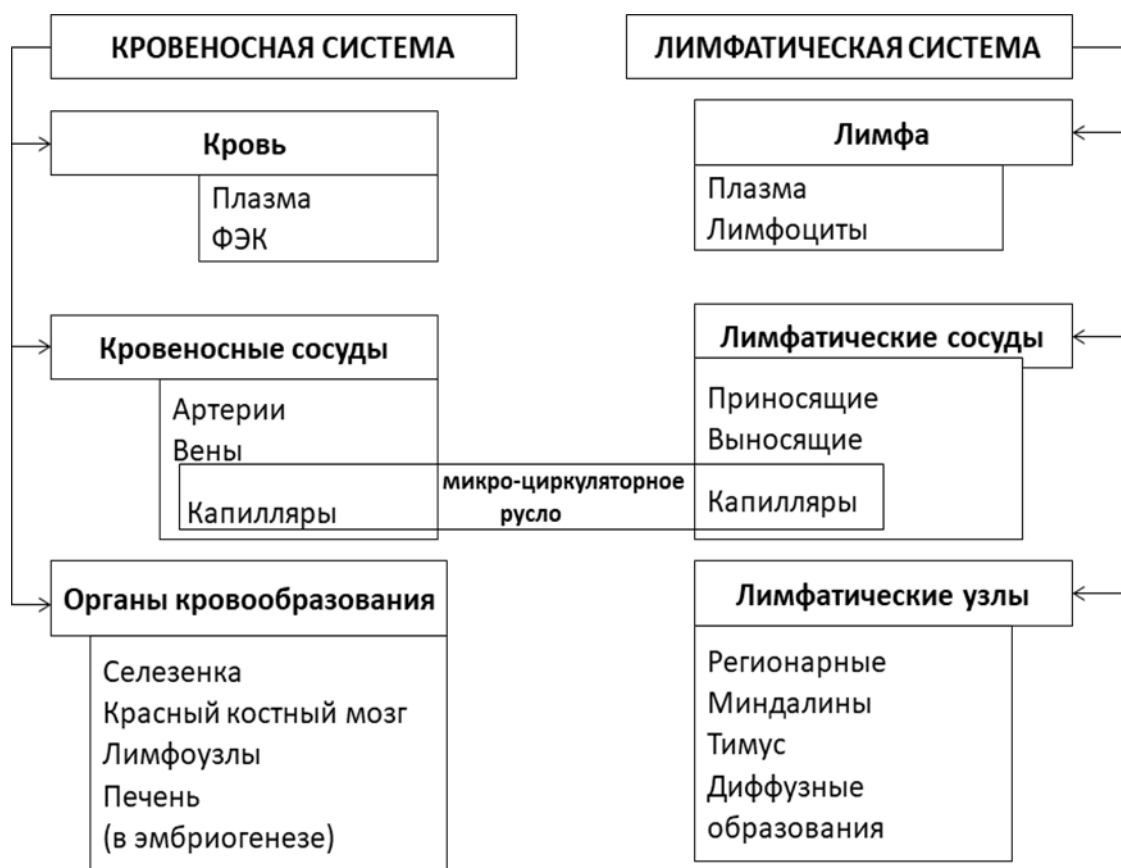 КРОВЕНОСНАЯ СИСТЕМА
Кровь
Плазма
ФЭК
Кровеносные сосуды
Артерии
Вены
Капилляры
Органы кровообразования
Селезенка
Красный костный мозг
Лимфоузлы
Печень
(в эмбриогенезе)
микро-циркуляторное
русло
ЛИМФАТИЧЕСКАЯ СИСТЕМА
Лимфа
Плазма
Лимфоциты
Лимфатические сосуды
Приносящие
Выносящие
Капилляры
Лимфатические узлы
Регионарные
Миндалины
Тимус
Диффузные
образования